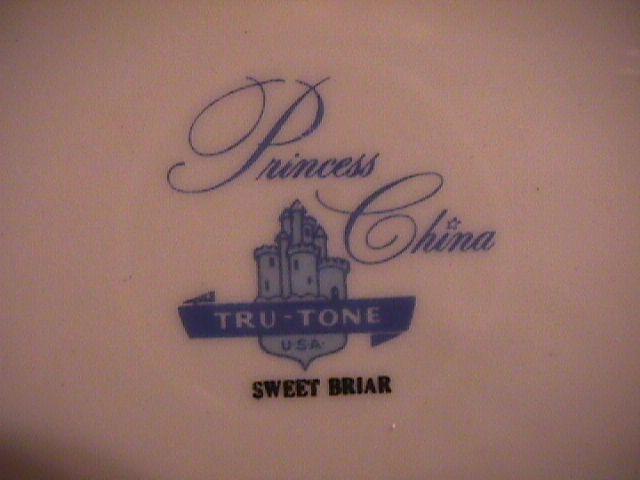 Princess
China
TRU-TONE
U.S.A.
SWEET BRIAR